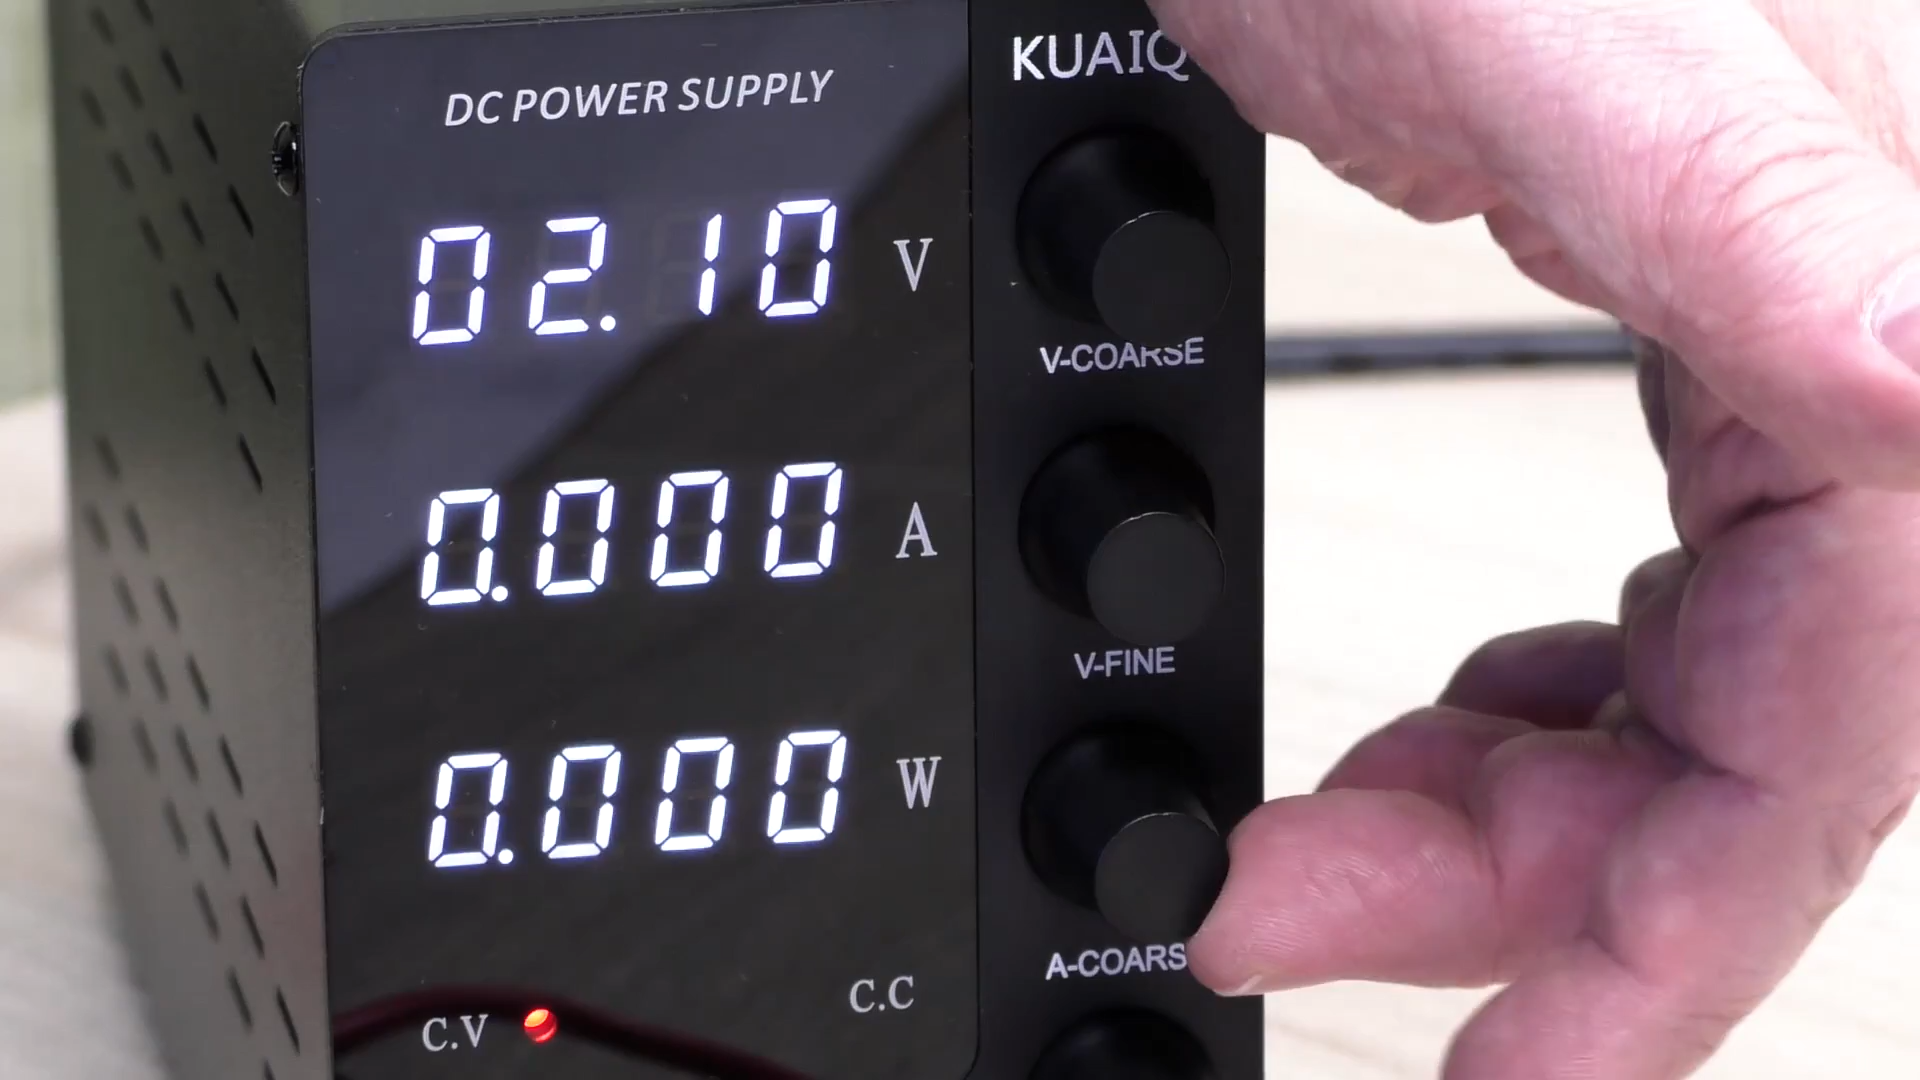 DC POWER SUPPLY
KUAIQ
02.10 V
V-COARSE
0.000 A
V-FINE
0.000 W
A-COARS
C.V
C.C